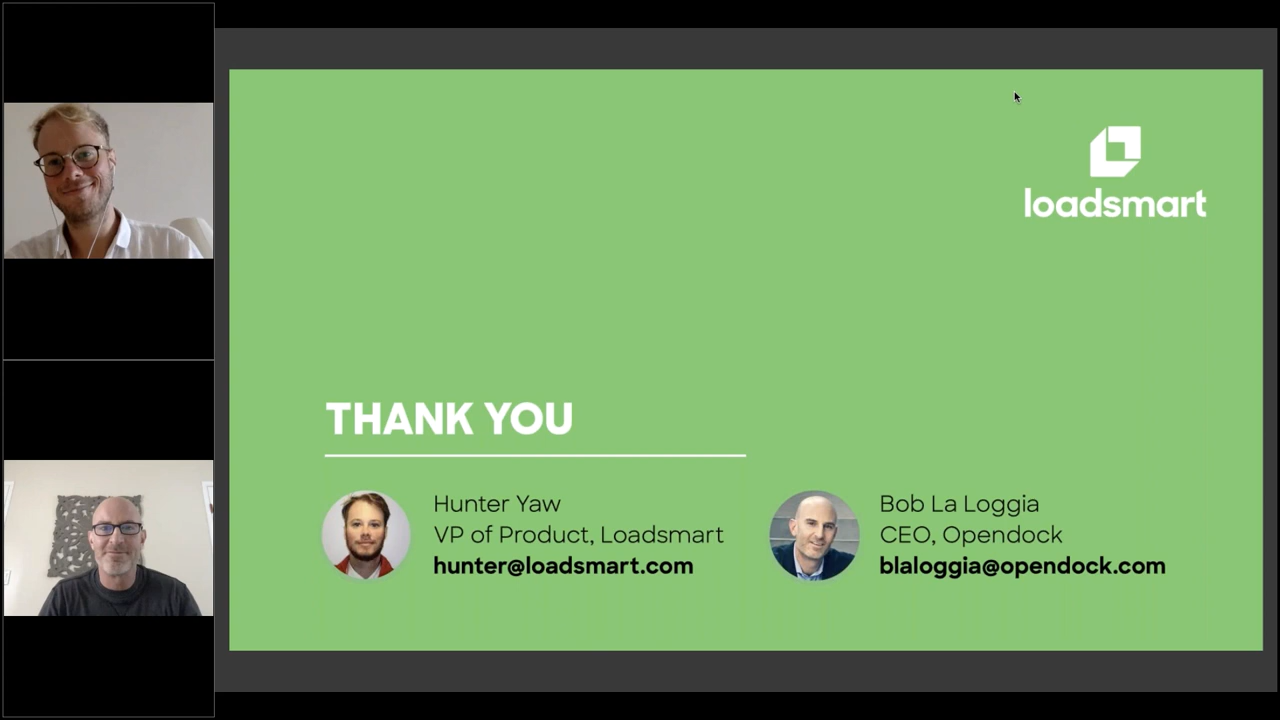 loadsmart
THANK YOU
Hunter Yaw
VP of Product, Loadsmart
hunter@loadsmart.com
Bob La Loggia
CEO, Opendock
blaloggia@opendock.com